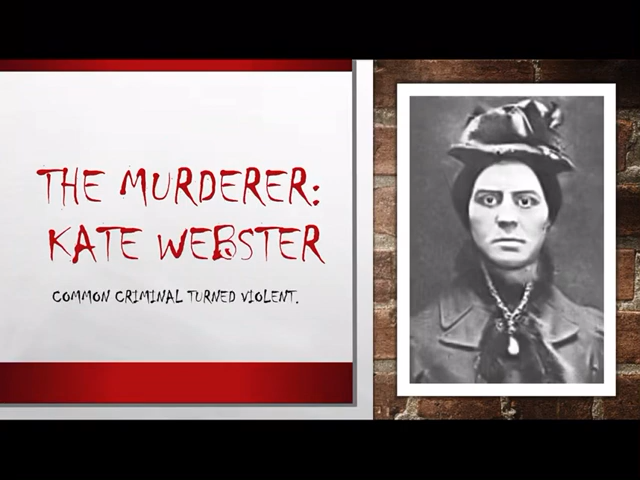 THE MURDERER:
KATE WEBSTER
COMMON CRIMINAL TURNED VIOLENT.